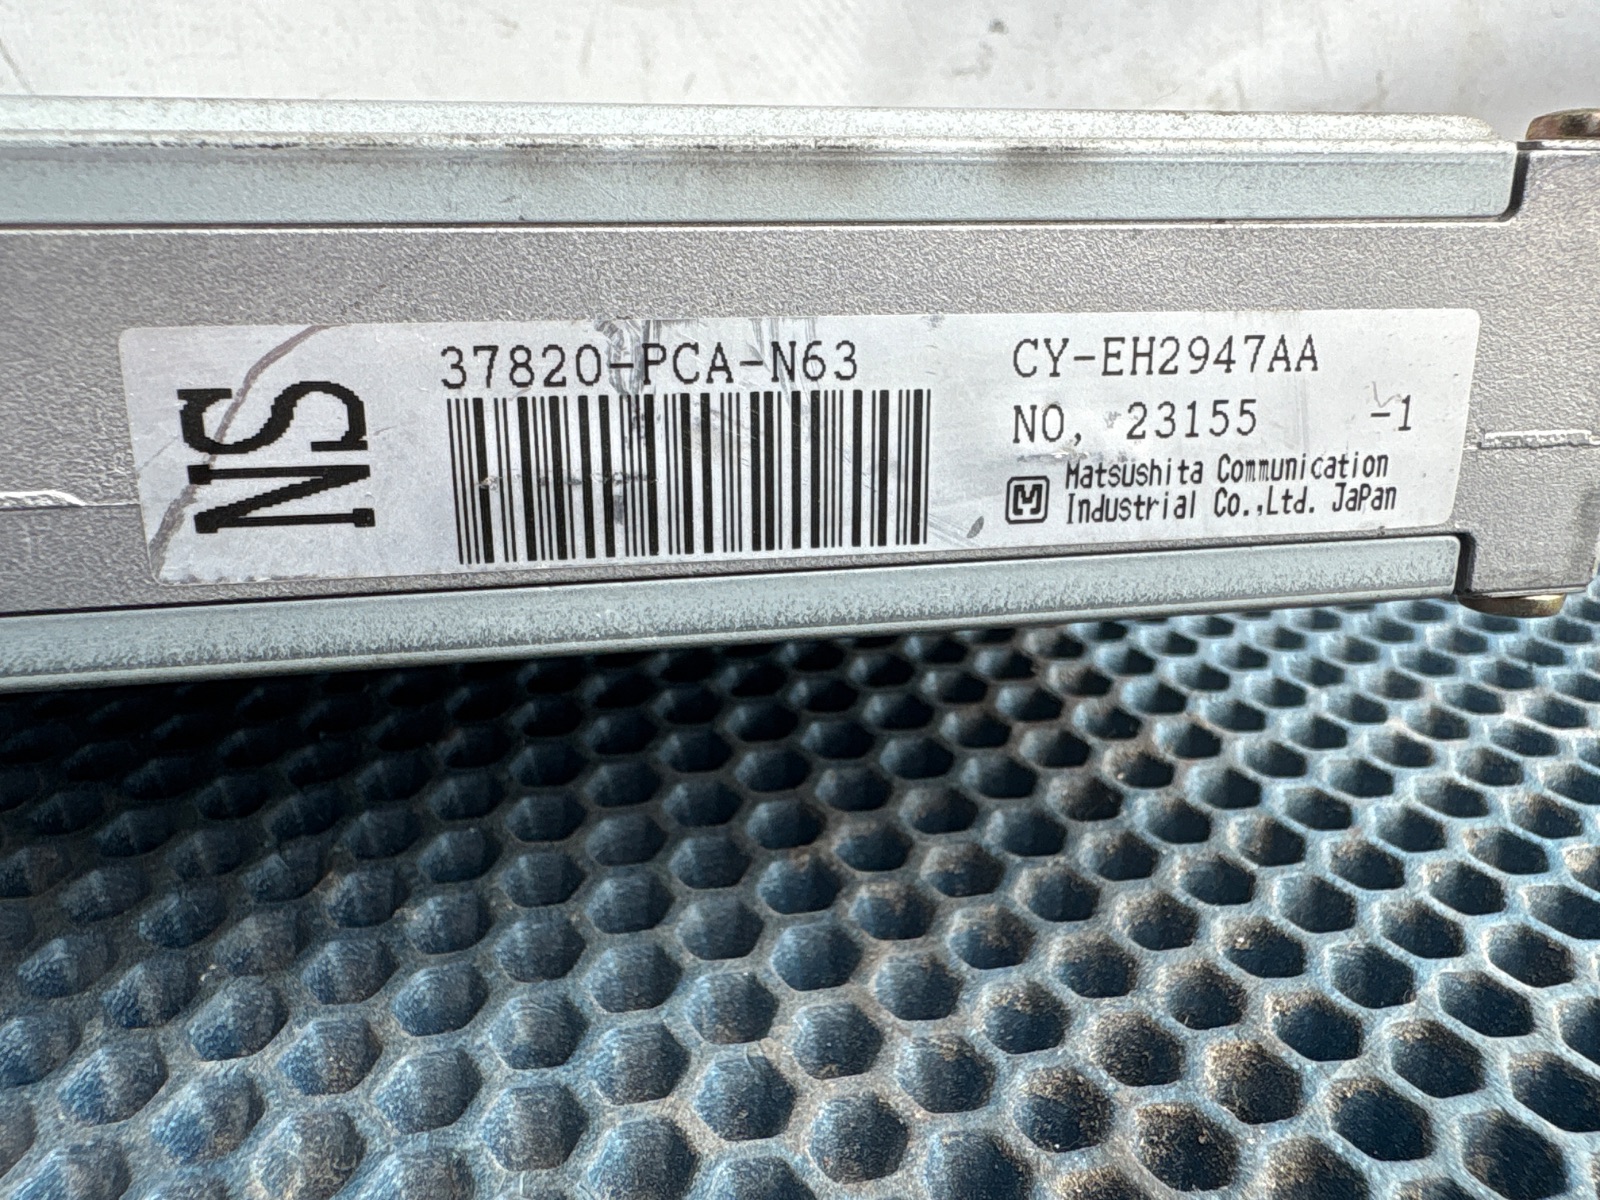 NS
37820-PCA-N63
CY-EH2947AA
NO, 23155 -1
M
Matsushita Communication
Industrial Co.,Ltd. JaPan